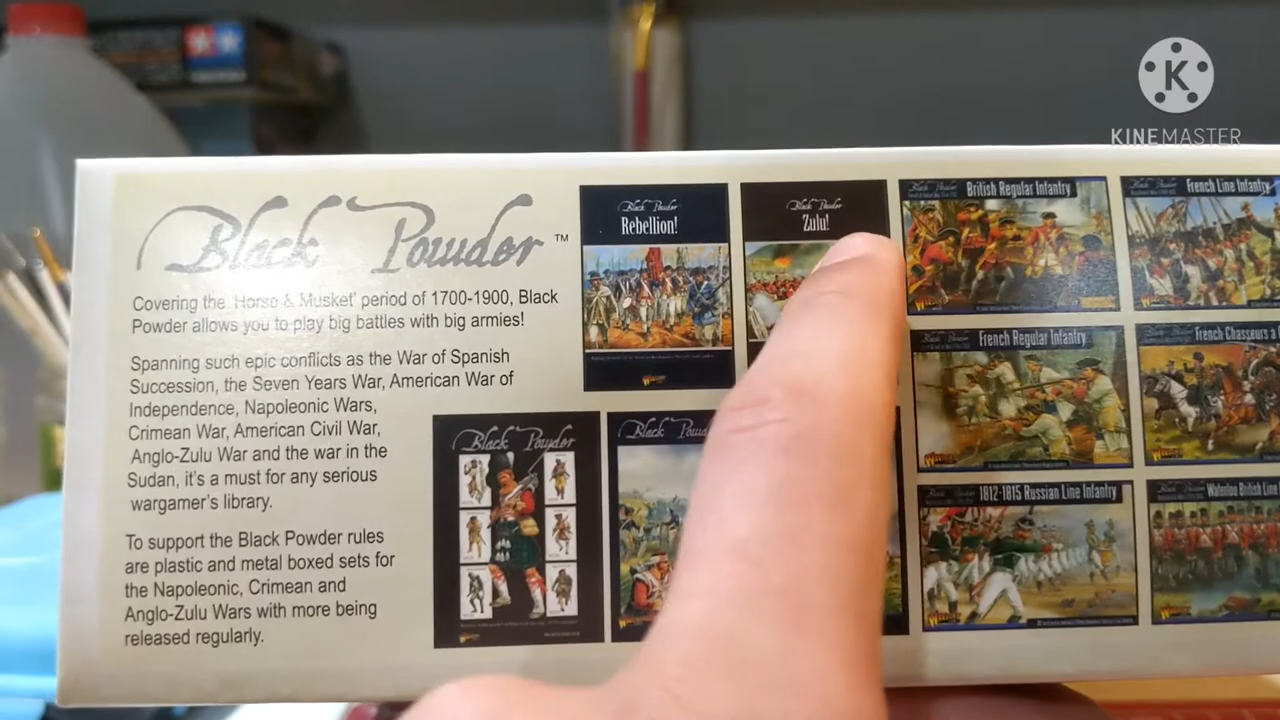 KINEMASTER
Black Powder™
Covering the 'Horse & Musket' period of 1700-1900, Black
Powder allows you to play big battles with big armies!
Spanning such epic conflicts as the War of Spanish
Succession, the Seven Years War, American War of
Independence, Napoleonic Wars,
Crimean War, American Civil War,
Anglo-Zulu War and the war in the
Sudan, it's a must for any serious
wargamer's library.
To support the Black Powder rules
are plastic and metal boxed sets for
the Napoleonic, Crimean and
Anglo-Zulu Wars with more being
released regularly.
Black Powder
Rebellion!
Black Powder
Zulu!
Black Powder
Black Powd
British Regular Infantry
French Line Infantry
French Regular Infantry
French Chasseurs a
1812-1815 Russian Line Infantry
Waterloo British Line